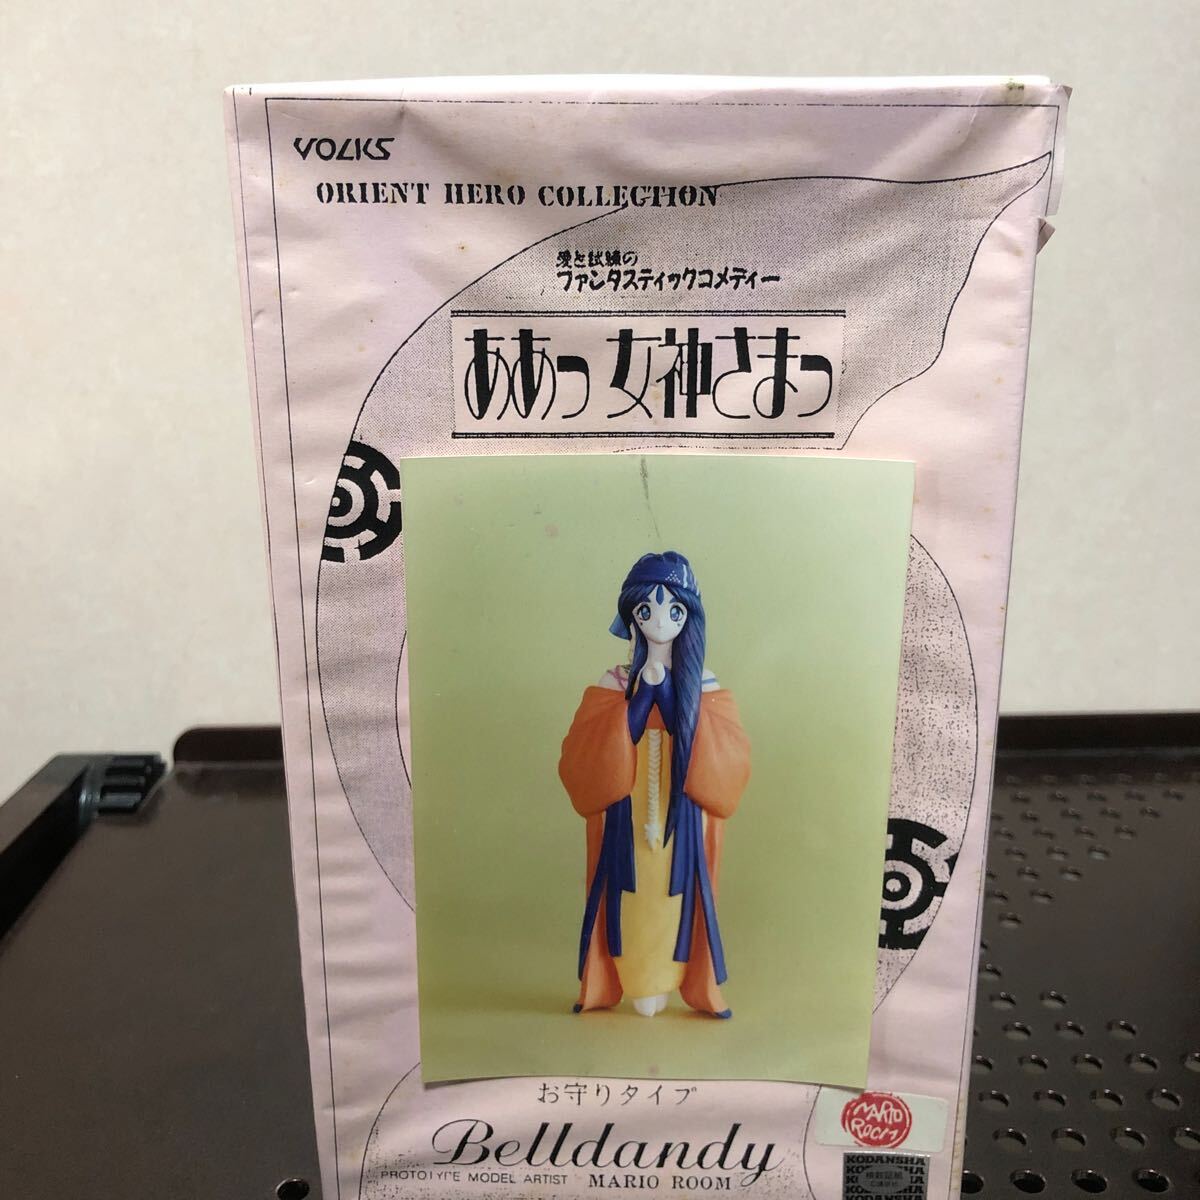 VOLKS
ORIENT HERO COLLECTION
愛と試練の
ファンタスティックコメディー
ああっ女神さまっ
お守りタイプ
Belldandy
PROTOTYPE MODEL ARTIST MARIO ROOM
MARIO
ROOM
KODANSHA